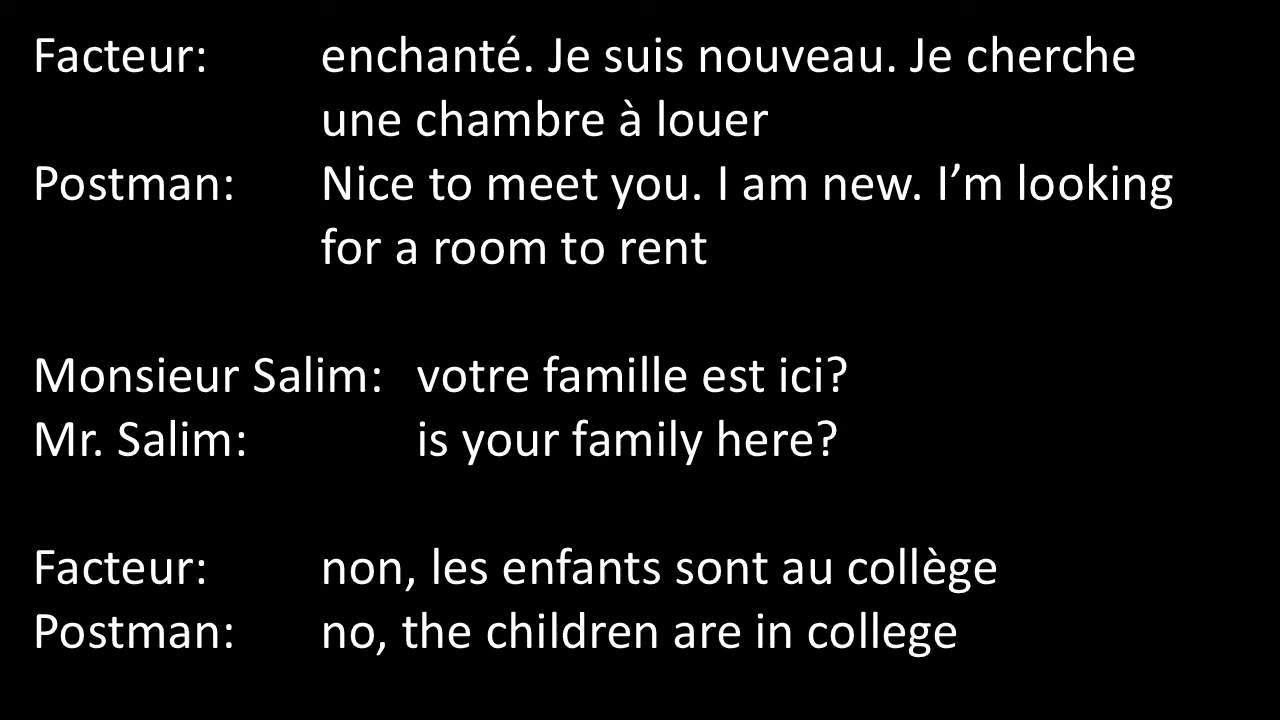 Facteur: enchanté. Je suis nouveau. Je cherche
une chambre à louer
Postman: Nice to meet you. I am new. I’m looking
for a room to rent
Monsieur Salim: votre famille est ici?
Mr. Salim: is your family here?
Facteur: non, les enfants sont au collège
Postman: no, the children are in college